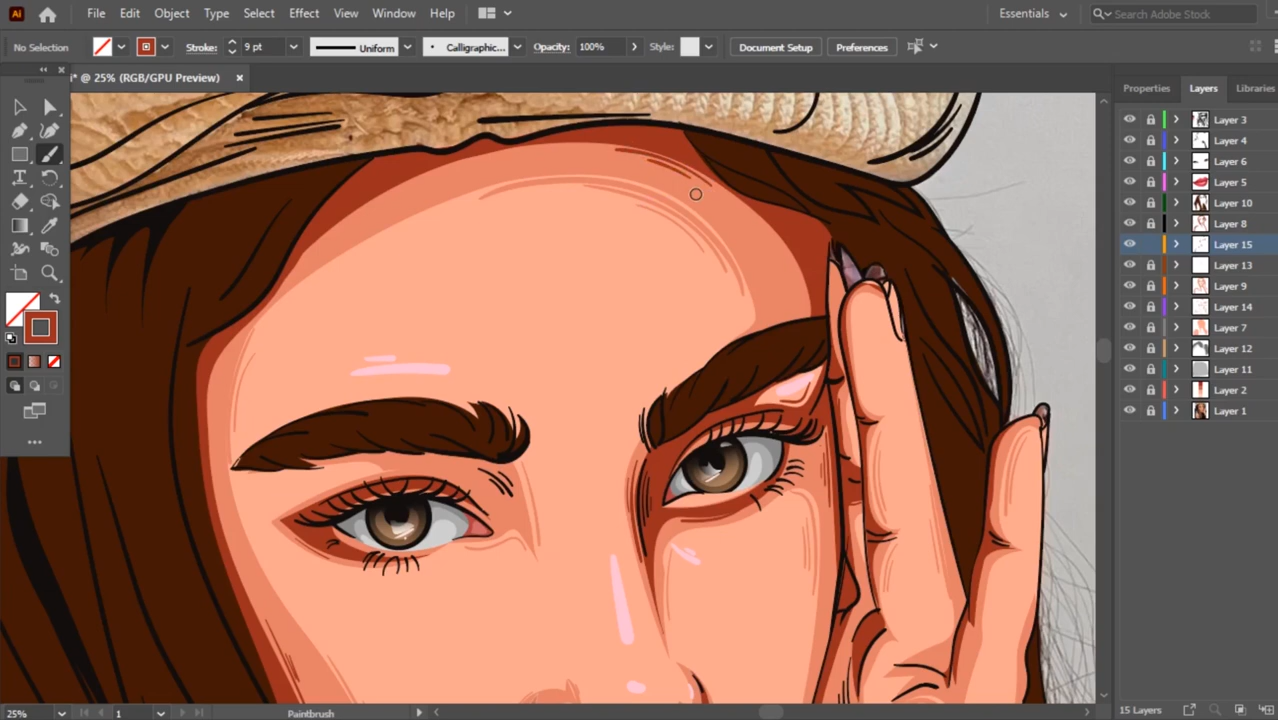 Ai File Edit Object Type Select Effect View Window Help Essentials Search Adobe Stock
No Selection Stroke: 9 pt Uniform Calligraphic... Opacity: 100% Style: Document Setup Preferences
i* @ 25% (RGB/GPU Preview)
Properties Layers Libraries
Layer 3
Layer 4
Layer 6
Layer 5
Layer 10
Layer 8
Layer 15
Layer 13
Layer 9
Layer 14
Layer 7
Layer 12
Layer 11
Layer 2
Layer 1
25% 1 Paintbrush 15 Layers